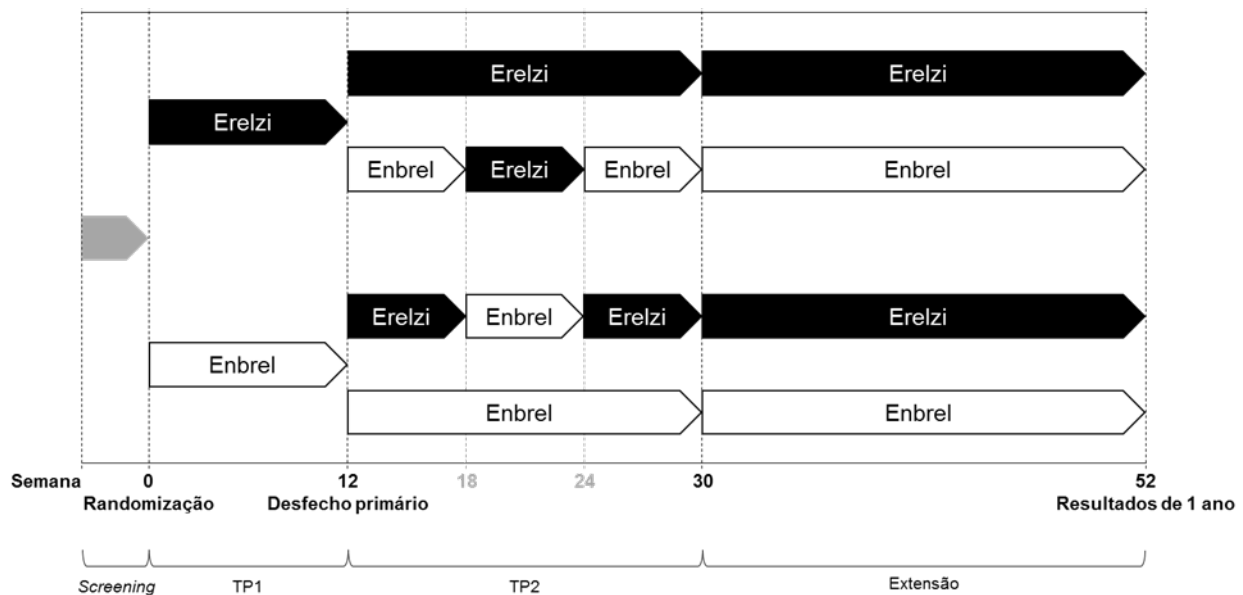 Erelzi Erelzi
Erelzi
Enbrel Erelzi Enbrel Enbrel
Erelzi Enbrel Erelzi Erelzi
Enbrel
Enbrel Enbrel
Semana 0 12 18 24 30 52
Randomização Desfecho primário Resultados de 1 ano
Screening TP1 TP2 Extensão